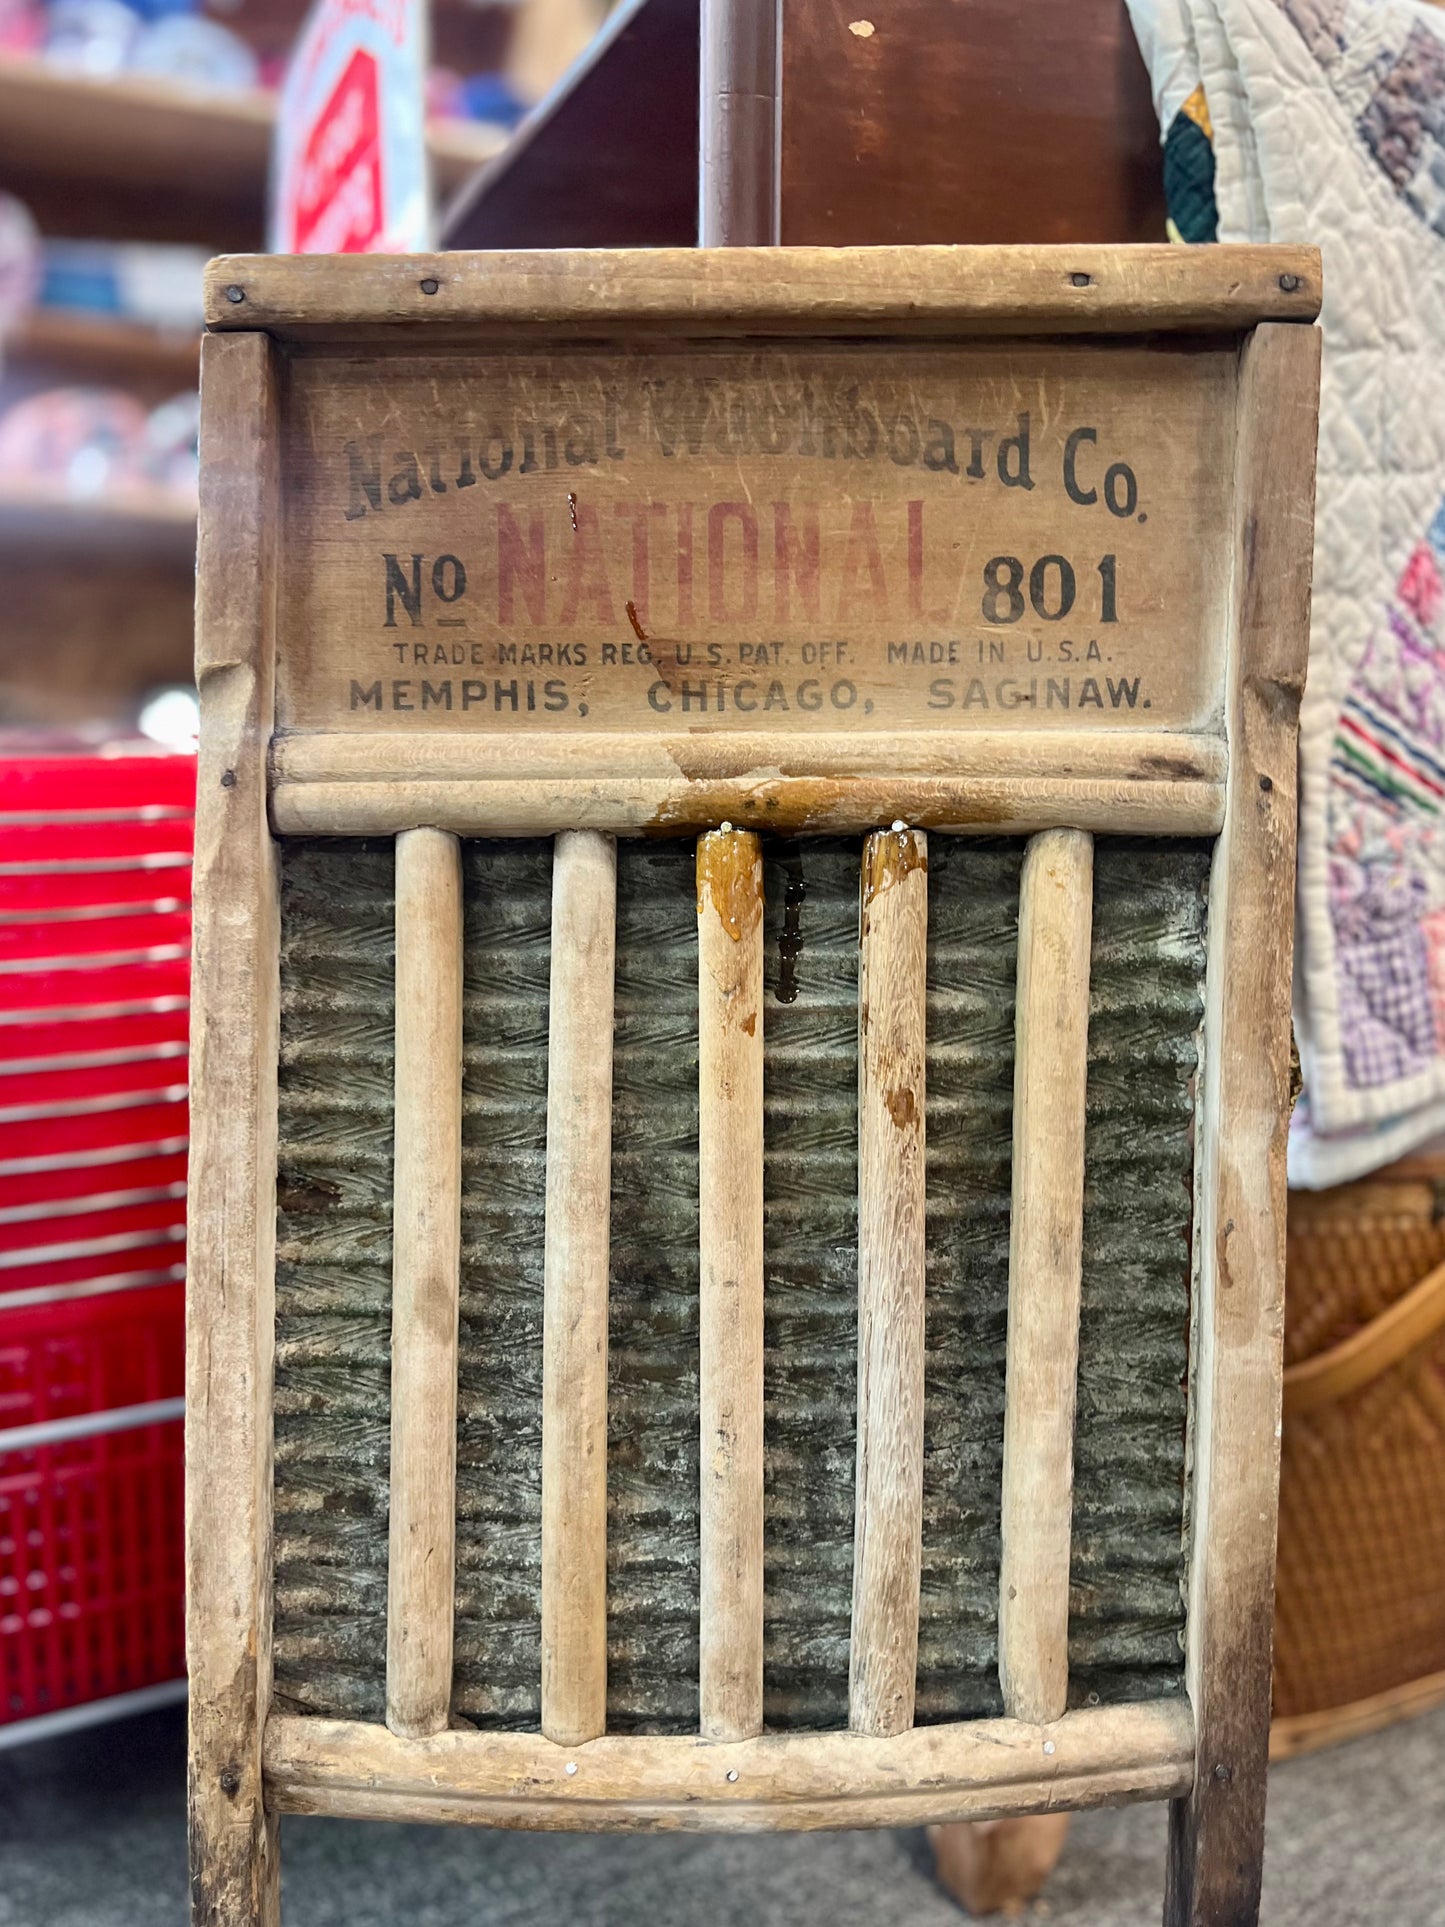 National Washboard Co.
No NATIONAL 801
TRADE MARKS REG. U.S. PAT. OFF. MADE IN U.S.A.
MEMPHIS, CHICAGO, SAGINAW.